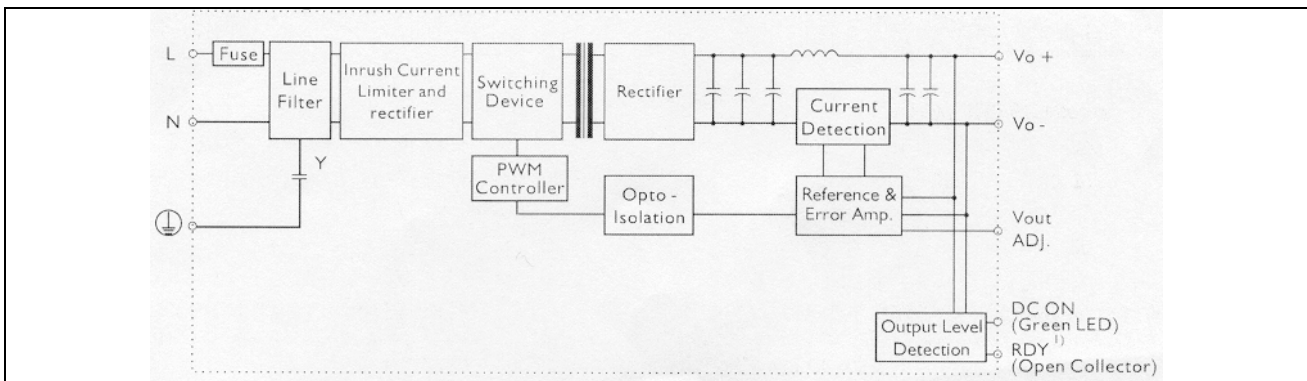 L
Fuse
Line
Filter
Inrush Current
Limiter and
rectifier
Switching
Device
Rectifier
Current
Detection
Vo +
N
Vo -
Y
PWM
Controller
Opto -
Isolation
Reference &
Error Amp.
Vout
ADJ.
Output Level
Detection
DC ON
(Green LED)
RDY 1)
(Open Collector)